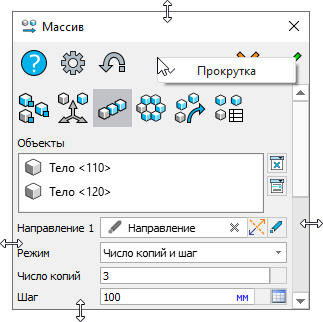 Массив
Прокрутка
Объекты
Тело <110>
Тело <120>
Направление 1 Направление
Режим Число копий и шаг
Число копий 3
Шаг 100 мм